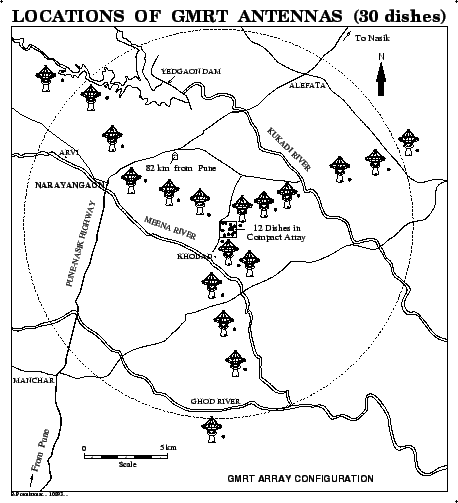 LOCATIONS OF GMRT ANTENNAS (30 dishes)
To Nasik
N
YEDGAON DAM
ALEFATA
KUKADI RIVER
ARVI
82 km from Pune
NARAYANGAON
PUNE-NASIK HIGHWAY
MEENA RIVER
12 Dishes in
Compact Array
KHODAD
MANCHAR
GHOD RIVER
From Pune
0
5 km
Scale
GMRT ARRAY CONFIGURATION